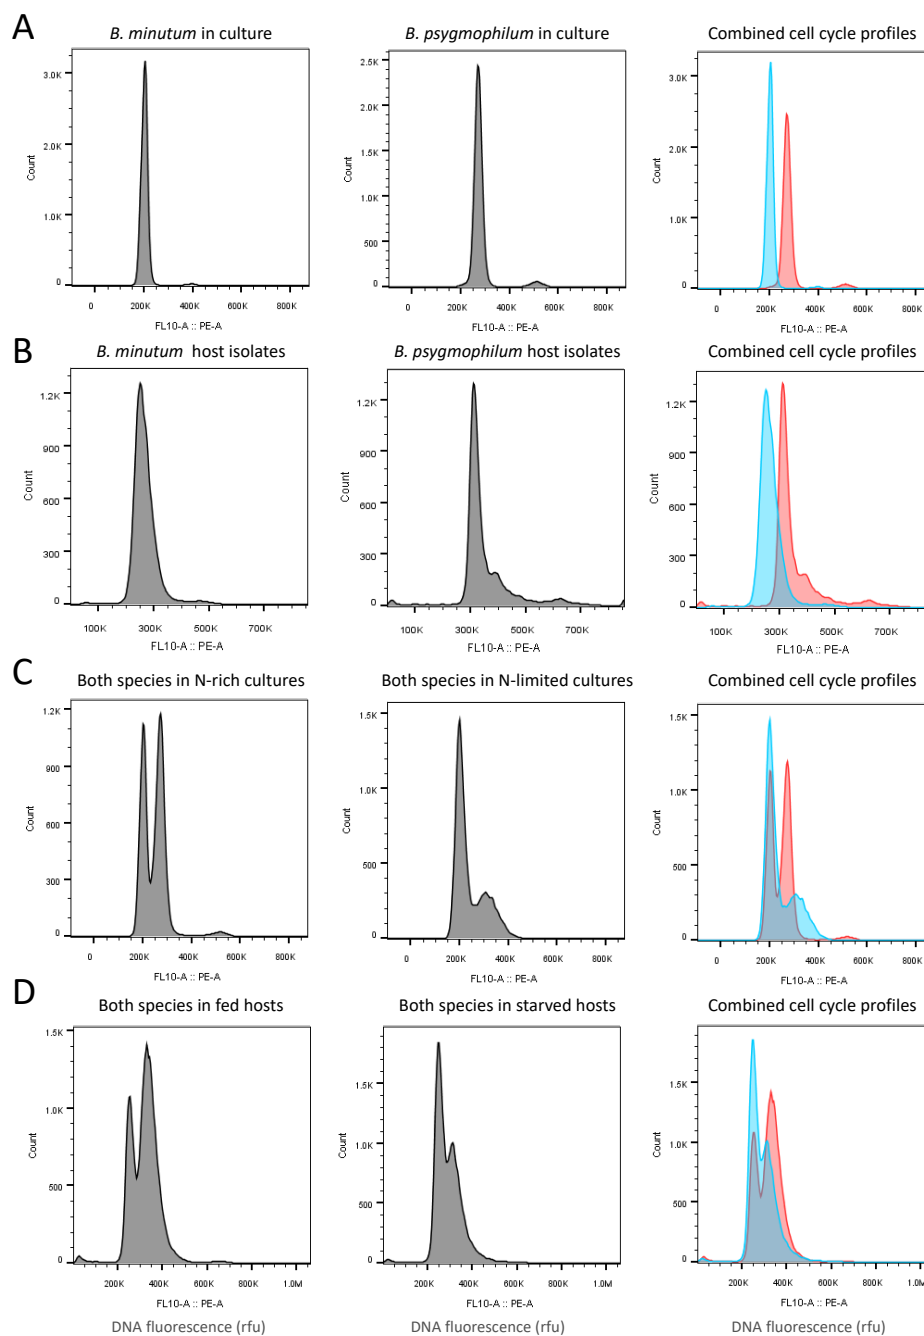 A
B. minutum in culture
B. psygmophilum in culture
Combined cell cycle profiles
3.0K
2.0K
1.0K
0
Count
0 200K 400K 600K 800K
FL10-A :: PE-A
2.5K
2.0K
1.5K
1.0K
500
0
Count
0 200K 400K 600K 800K
FL10-A :: PE-A
3.0K
2.0K
1.0K
0
Count
0 200K 400K 600K 800K
FL10-A :: PE-A
B
B. minutum host isolates
B. psygmophilum host isolates
Combined cell cycle profiles
1.2K
900
600
300
0
Count
100K 300K 500K 700K
FL10-A :: PE-A
1.2K
900
600
300
0
Count
100K 300K 500K 700K
FL10-A :: PE-A
1.2K
900
600
300
0
Count
100K 300K 500K 700K
FL10-A :: PE-A
C
Both species in N-rich cultures
Both species in N-limited cultures
Combined cell cycle profiles
1.2K
900
600
300
0
Count
0 200K 400K 600K 800K
FL10-A :: PE-A
1.5K
1.0K
500
0
Count
0 200K 400K 600K 800K
FL10-A :: PE-A
1.5K
1.0K
500
0
Count
0 200K 400K 600K 800K
FL10-A :: PE-A
D
Both species in fed hosts
Both species in starved hosts
Combined cell cycle profiles
1.5K
1.0K
500
0
Count
200K 400K 600K 800K 1.0M
FL10-A :: PE-A
DNA fluorescence (rfu)
1.5K
1.0K
500
0
Count
200K 400K 600K 800K 1.0M
FL10-A :: PE-A
DNA fluorescence (rfu)
1.5K
1.0K
500
0
Count
200K 400K 600K 800K 1.0M
FL10-A :: PE-A
DNA fluorescence (rfu)